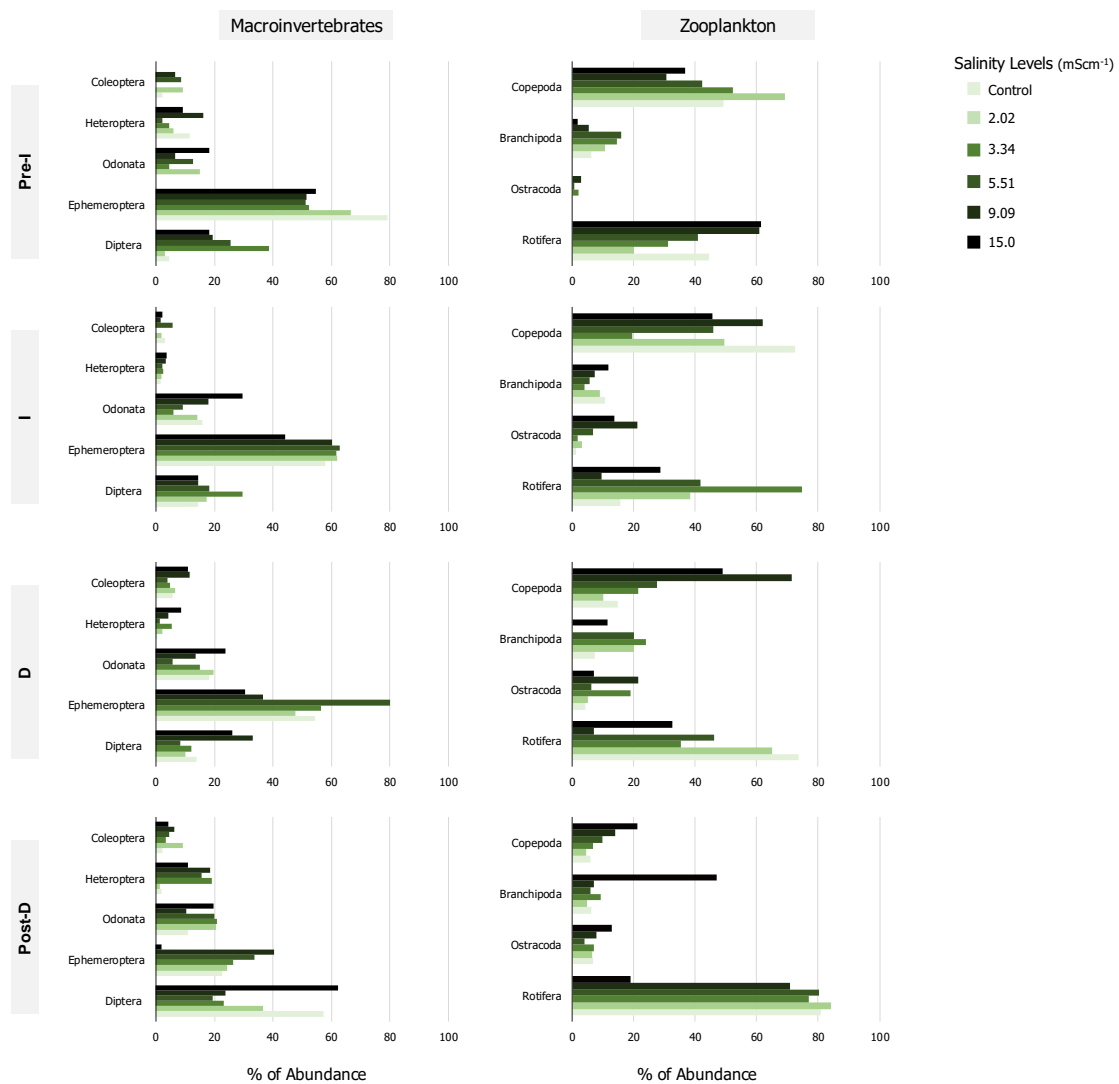 Macroinvertebrates
Zooplankton
Salinity Levels (mScm⁻¹)
Control
2.02
3.34
5.51
9.09
15.0
Pre-I
Coleoptera
Heteroptera
Odonata
Ephemeroptera
Diptera
0 20 40 60 80 100
Copepoda
Branchipoda
Ostracoda
Rotifera
0 20 40 60 80 100
I
Coleoptera
Heteroptera
Odonata
Ephemeroptera
Diptera
0 20 40 60 80 100
Copepoda
Branchipoda
Ostracoda
Rotifera
0 20 40 60 80 100
D
Coleoptera
Heteroptera
Odonata
Ephemeroptera
Diptera
0 20 40 60 80 100
Copepoda
Branchipoda
Ostracoda
Rotifera
0 20 40 60 80 100
Post-D
Coleoptera
Heteroptera
Odonata
Ephemeroptera
Diptera
0 20 40 60 80 100
% of Abundance
Copepoda
Branchipoda
Ostracoda
Rotifera
0 20 40 60 80 100
% of Abundance